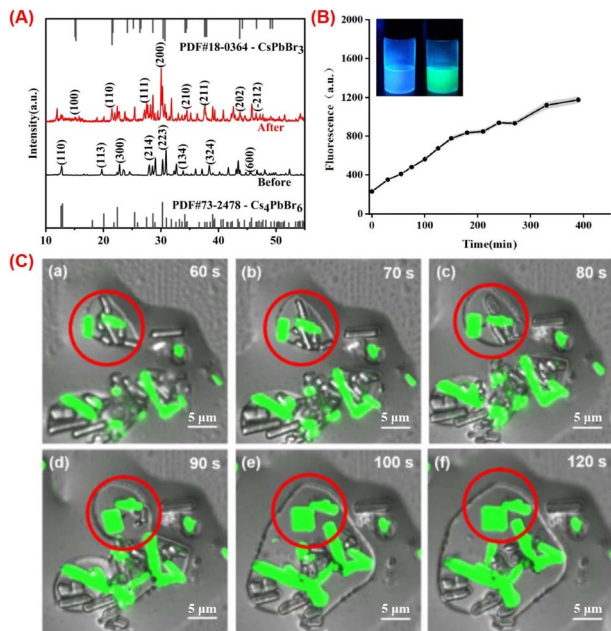 (A)
PDF#18-0364 - CsPbBr3
(200)
(100)
(110)
(111)
(210)
(211)
(202)
-212)
After
Intensity(a.u.)
(110)
(113)
(300)
(214)
(223)
(134)
(324)
(600)
Before
PDF#73-2478 - Cs4PbBr6
10 20 30 40 50
(B)
2000
1600
1200
800
400
0
Fluorescence (a.u.)
0 100 200 300 400
Time(min)
(C)
(a) 60 s
5 μm
(b) 70 s
5 μm
(c) 80 s
5 μm
(d) 90 s
5 μm
(e) 100 s
5 μm
(f) 120 s
5 μm